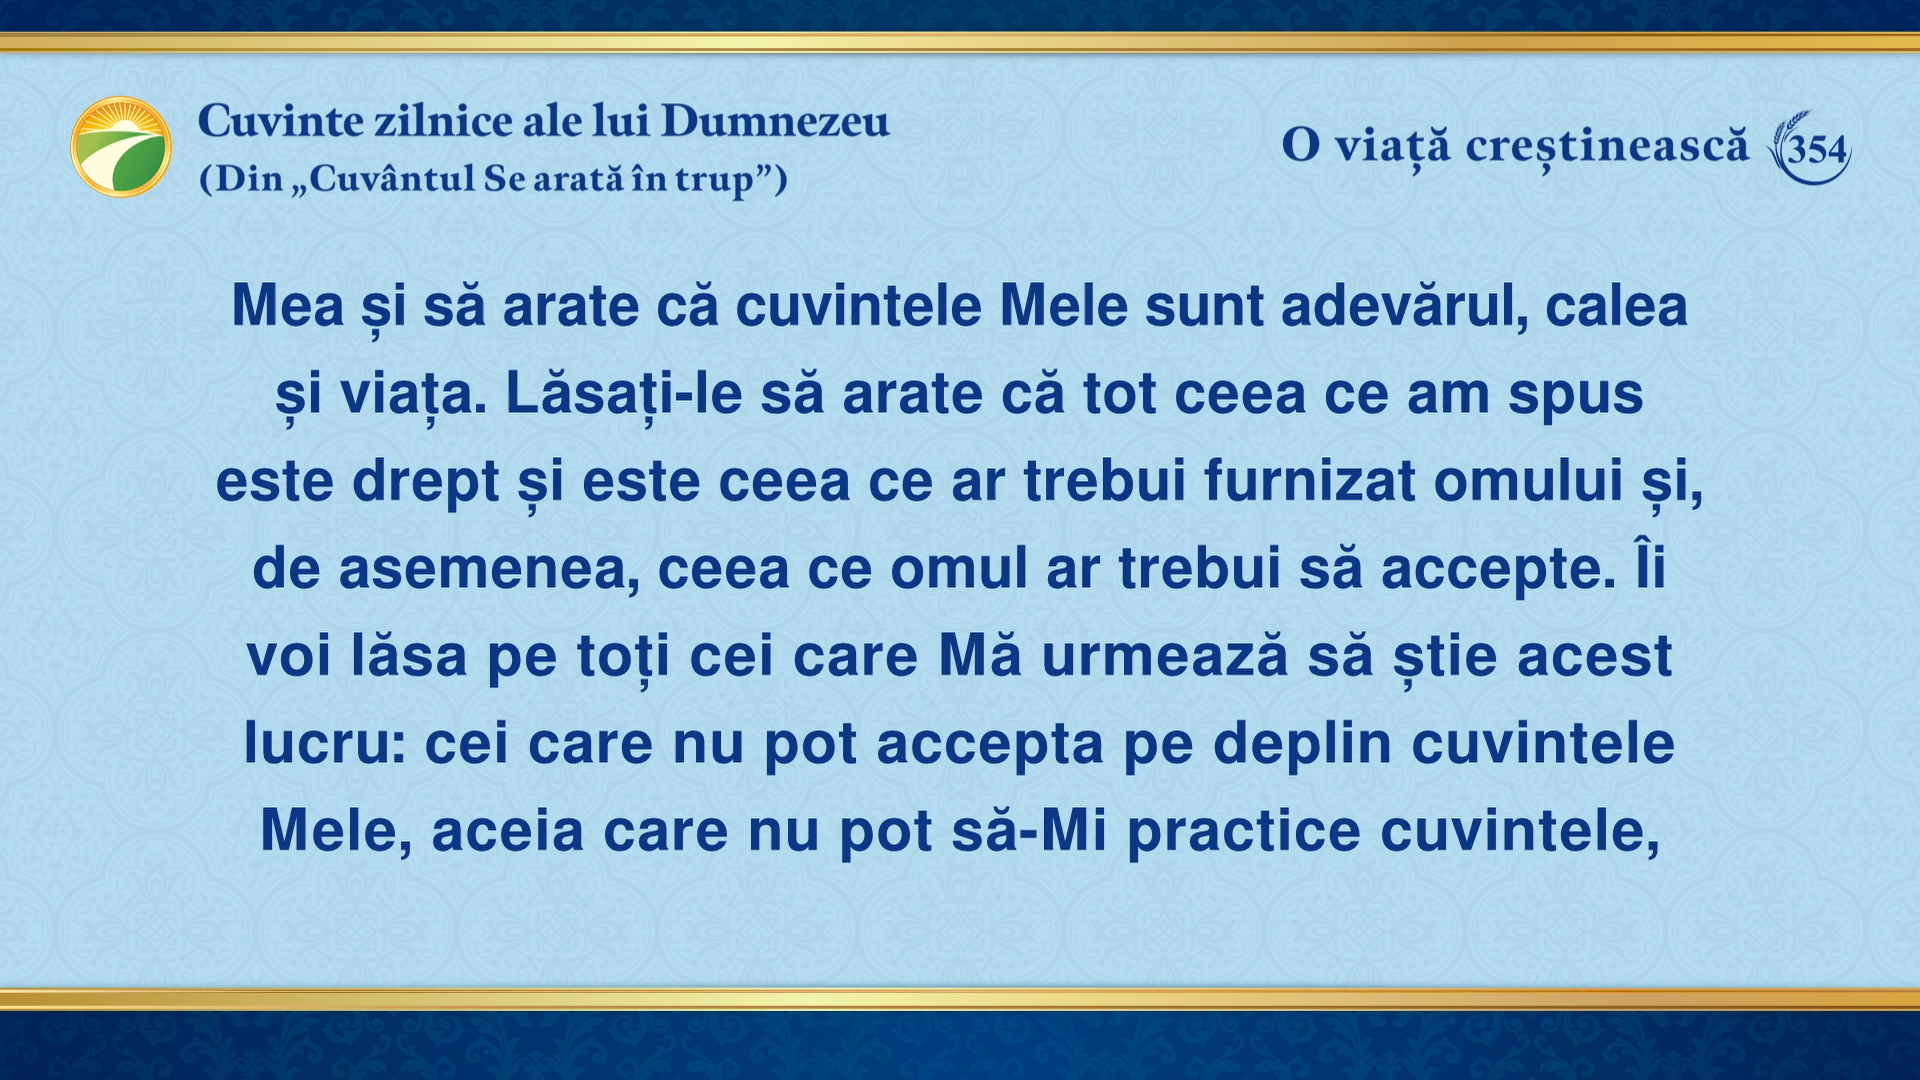 Cuvinte zilnice ale lui Dumnezeu
(Din „Cuvântul Se arată în trup”)
O viață creștinească 354
Mea și să arate că cuvintele Mele sunt adevărul, calea
și viața. Lăsați-le să arate că tot ceea ce am spus
este drept și este ceea ce ar trebui furnizat omului și,
de asemenea, ceea ce omul ar trebui să accepte. Îi
voi lăsa pe toți cei care Mă urmează să știe acest
lucru: cei care nu pot accepta pe deplin cuvintele
Mele, aceia care nu pot să-Mi practice cuvintele,